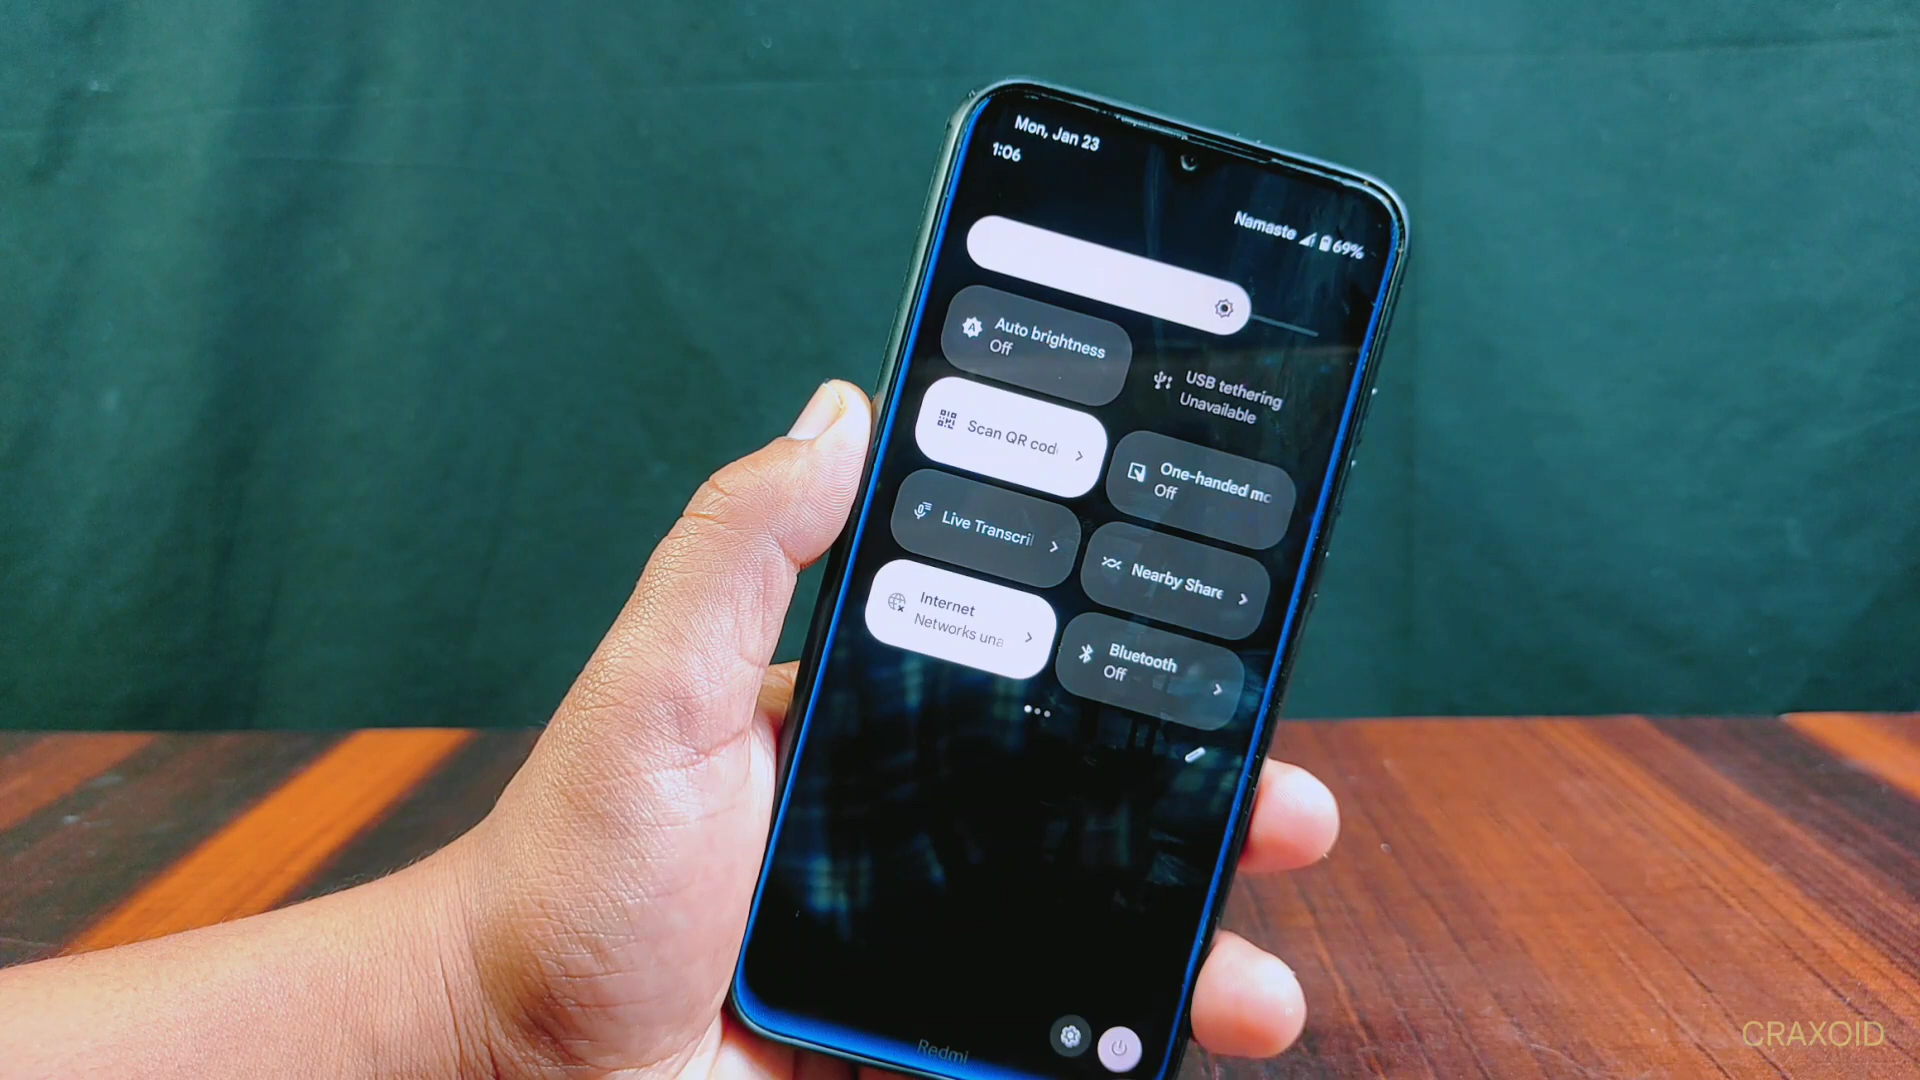 Mon, Jan 23
1:06
Namaste 69%
Auto brightness
Off
USB tethering
Unavailable
Scan QR cod
One-handed mo
Off
Live Transcri
Nearby Share
Internet
Networks una
Bluetooth
Off
Redmi
CRAXOID